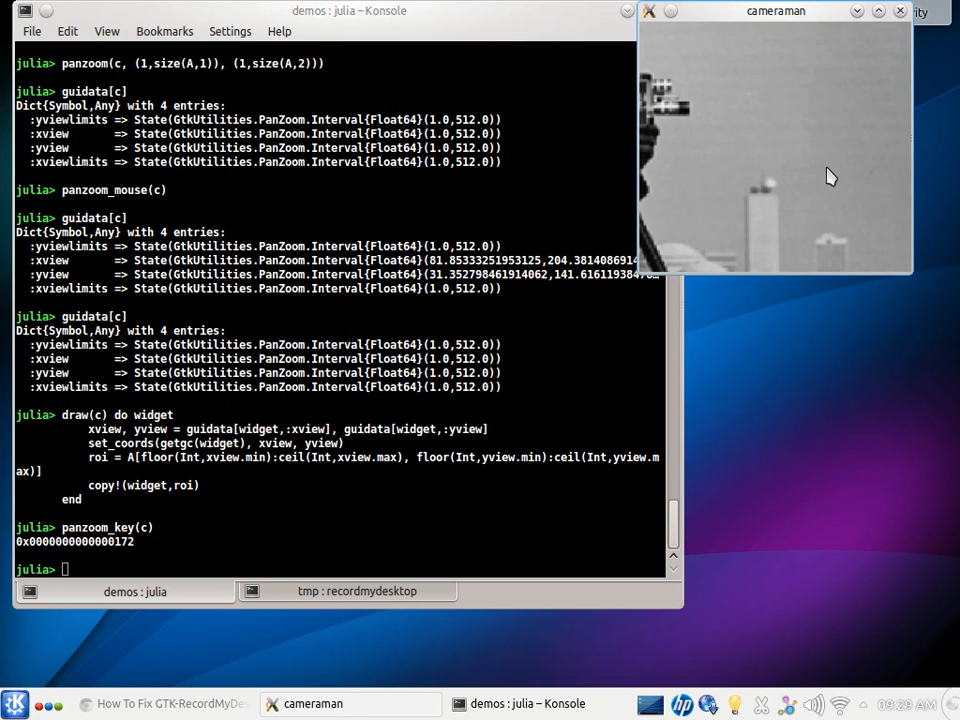 demos : julia – Konsole
cameraman
ity
File Edit View Bookmarks Settings Help
julia> panzoom(c, (1,size(A,1)), (1,size(A,2)))
julia> guidata[c]
Dict{Symbol,Any} with 4 entries:
:yviewlimits => State(GtkUtilities.PanZoom.Interval{Float64}(1.0,512.0))
:xview => State(GtkUtilities.PanZoom.Interval{Float64}(1.0,512.0))
:yview => State(GtkUtilities.PanZoom.Interval{Float64}(1.0,512.0))
:xviewlimits => State(GtkUtilities.PanZoom.Interval{Float64}(1.0,512.0))
julia> panzoom_mouse(c)
julia> guidata[c]
Dict{Symbol,Any} with 4 entries:
:yviewlimits => State(GtkUtilities.PanZoom.Interval{Float64}(1.0,512.0))
:xview => State(GtkUtilities.PanZoom.Interval{Float64}(81.85333251953125,204.3814086914
:yview => State(GtkUtilities.PanZoom.Interval{Float64}(31.352798461914062,141.61611938476…
:xviewlimits => State(GtkUtilities.PanZoom.Interval{Float64}(1.0,512.0))
julia> guidata[c]
Dict{Symbol,Any} with 4 entries:
:yviewlimits => State(GtkUtilities.PanZoom.Interval{Float64}(1.0,512.0))
:xview => State(GtkUtilities.PanZoom.Interval{Float64}(1.0,512.0))
:yview => State(GtkUtilities.PanZoom.Interval{Float64}(1.0,512.0))
:xviewlimits => State(GtkUtilities.PanZoom.Interval{Float64}(1.0,512.0))
julia> draw(c) do widget
xview, yview = guidata[widget,:xview], guidata[widget,:yview]
set_coords(getgc(widget), xview, yview)
roi = A[floor(Int,xview.min):ceil(Int,xview.max), floor(Int,yview.min):ceil(Int,yview.m
ax)]
copy!(widget,roi)
end
julia> panzoom_key(c)
0x0000000000000172
julia>
demos : julia
tmp : recordmydesktop
How To Fix GTK-RecordMyDe
cameraman
demos : julia – Konsole
09:29 AM